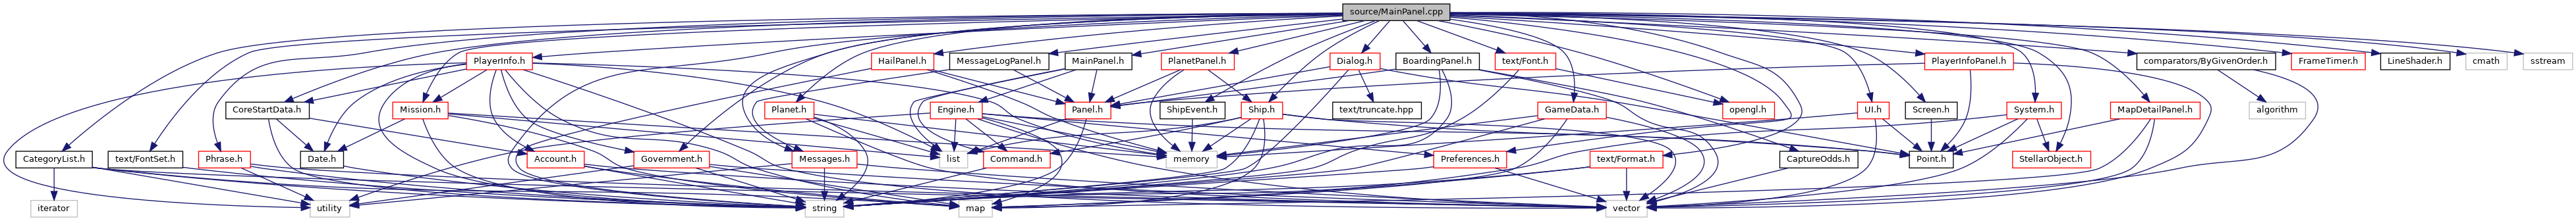 source/MainPanel.cpp
PlayerInfo.h
HailPanel.h
MessageLogPanel.h
MainPanel.h
PlanetPanel.h
Dialog.h
BoardingPanel.h
text/Font.h
PlayerInfoPanel.h
comparators/ByGivenOrder.h
FrameTimer.h
LineShader.h
cmath
sstream
CoreStartData.h
Mission.h
Planet.h
Engine.h
Panel.h
ShipEvent.h
Ship.h
text/truncate.hpp
GameData.h
opengl.h
UI.h
Screen.h
System.h
MapDetailPanel.h
algorithm
CategoryList.h
text/FontSet.h
Phrase.h
Date.h
Account.h
Government.h
Messages.h
list
Command.h
memory
Preferences.h
text/Format.h
CaptureOdds.h
Point.h
StellarObject.h
iterator
utility
string
map
vector